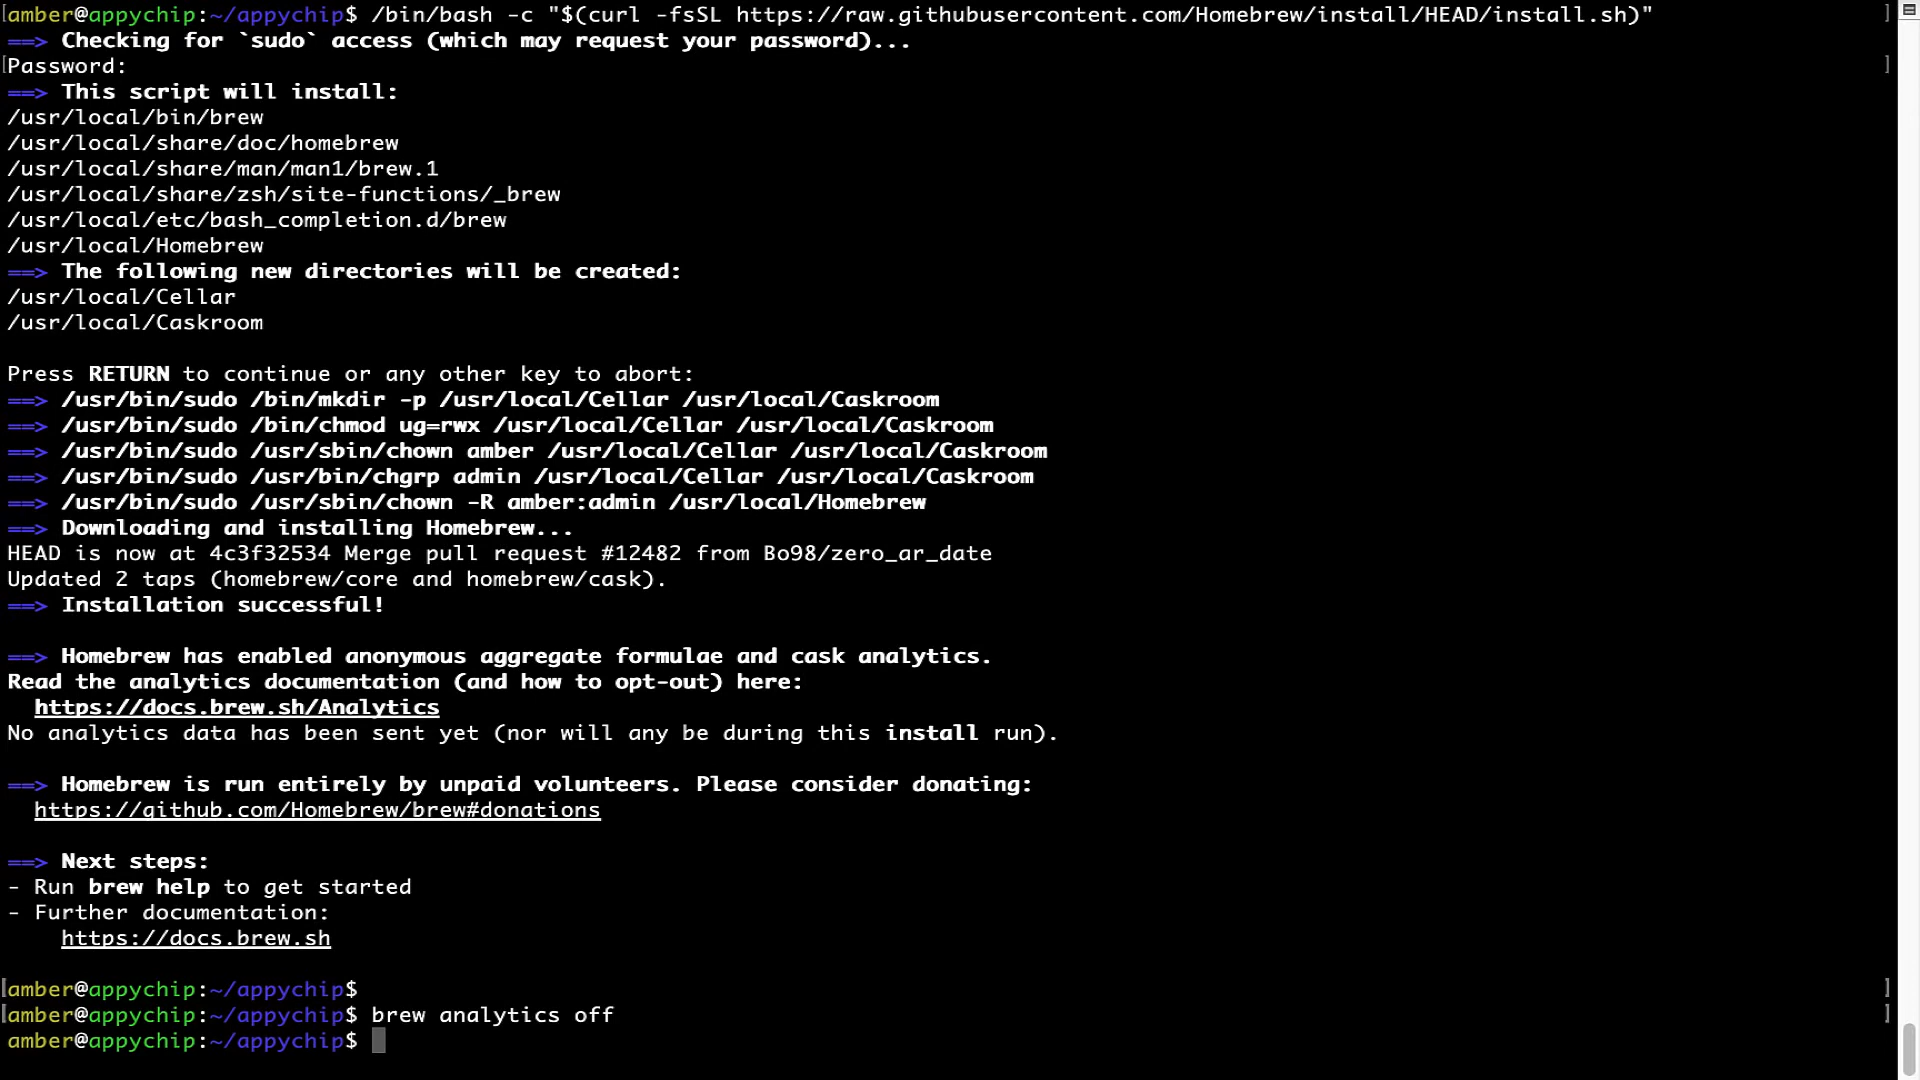 amber@appychip:~/appychip$ /bin/bash -c "$(curl -fsSL https://raw.githubusercontent.com/Homebrew/install/HEAD/install.sh)"
==> Checking for `sudo` access (which may request your password)...
Password:
==> This script will install:
/usr/local/bin/brew
/usr/local/share/doc/homebrew
/usr/local/share/man/man1/brew.1
/usr/local/share/zsh/site-functions/_brew
/usr/local/etc/bash_completion.d/brew
/usr/local/Homebrew
==> The following new directories will be created:
/usr/local/Cellar
/usr/local/Caskroom
Press RETURN to continue or any other key to abort:
==> /usr/bin/sudo /bin/mkdir -p /usr/local/Cellar /usr/local/Caskroom
==> /usr/bin/sudo /bin/chmod ug=rwx /usr/local/Cellar /usr/local/Caskroom
==> /usr/bin/sudo /usr/sbin/chown amber /usr/local/Cellar /usr/local/Caskroom
==> /usr/bin/sudo /usr/bin/chgrp admin /usr/local/Cellar /usr/local/Caskroom
==> /usr/bin/sudo /usr/sbin/chown -R amber:admin /usr/local/Homebrew
==> Downloading and installing Homebrew...
HEAD is now at 4c3f32534 Merge pull request #12482 from Bo98/zero_ar_date
Updated 2 taps (homebrew/core and homebrew/cask).
==> Installation successful!
==> Homebrew has enabled anonymous aggregate formulae and cask analytics.
Read the analytics documentation (and how to opt-out) here:
https://docs.brew.sh/Analytics
No analytics data has been sent yet (nor will any be during this install run).
==> Homebrew is run entirely by unpaid volunteers. Please consider donating:
https://github.com/Homebrew/brew#donations
==> Next steps:
- Run brew help to get started
- Further documentation:
https://docs.brew.sh
amber@appychip:~/appychip$
amber@appychip:~/appychip$ brew analytics off
amber@appychip:~/appychip$